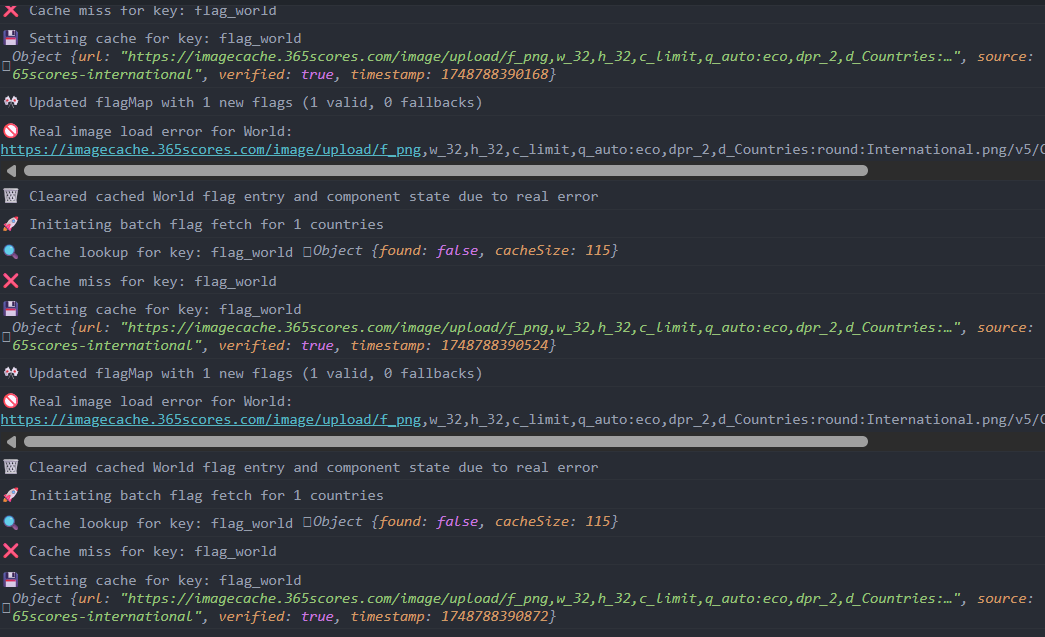 Cache miss for key: flag_world
Setting cache for key: flag_world
Object {url: "https://imagecache.365scores.com/image/upload/f_png,w_32,h_32,c_limit,q_auto:eco,dpr_2,d_Countries:…", source:
65scores-international", verified: true, timestamp: 1748788390168}
Updated flagMap with 1 new flags (1 valid, 0 fallbacks)
Real image load error for World:
https://imagecache.365scores.com/image/upload/f_png,w_32,h_32,c_limit,q_auto:eco,dpr_2,d_Countries:round:International.png/v5/C
Cleared cached World flag entry and component state due to real error
Initiating batch flag fetch for 1 countries
Cache lookup for key: flag_world Object {found: false, cacheSize: 115}
Cache miss for key: flag_world
Setting cache for key: flag_world
Object {url: "https://imagecache.365scores.com/image/upload/f_png,w_32,h_32,c_limit,q_auto:eco,dpr_2,d_Countries:…", source:
65scores-international", verified: true, timestamp: 1748788390524}
Updated flagMap with 1 new flags (1 valid, 0 fallbacks)
Real image load error for World:
https://imagecache.365scores.com/image/upload/f_png,w_32,h_32,c_limit,q_auto:eco,dpr_2,d_Countries:round:International.png/v5/C
Cleared cached World flag entry and component state due to real error
Initiating batch flag fetch for 1 countries
Cache lookup for key: flag_world Object {found: false, cacheSize: 115}
Cache miss for key: flag_world
Setting cache for key: flag_world
Object {url: "https://imagecache.365scores.com/image/upload/f_png,w_32,h_32,c_limit,q_auto:eco,dpr_2,d_Countries:…", source:
65scores-international", verified: true, timestamp: 1748788390872}